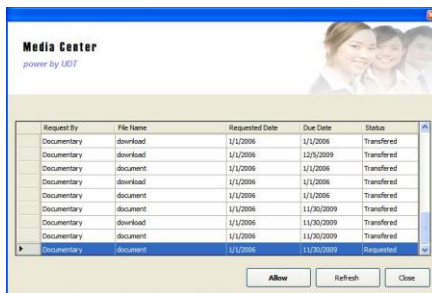 Media Center
power by UDT
Request By File Name Requested Date Due Date Status
Documentary download 1/1/2006 1/1/2006 Transfered
Documentary download 1/1/2006 12/5/2009 Transfered
Documentary document 1/1/2006 1/1/2006 Transfered
Documentary download 1/1/2006 1/1/2006 Transfered
Documentary document 1/1/2006 1/1/2006 Transfered
Documentary document 1/1/2006 11/30/2009 Transfered
Documentary download 1/1/2006 11/30/2009 Transfered
Documentary document 1/1/2006 11/30/2009 Transfered
Documentary document 1/1/2006 11/30/2009 Requested
Allow Refresh Close